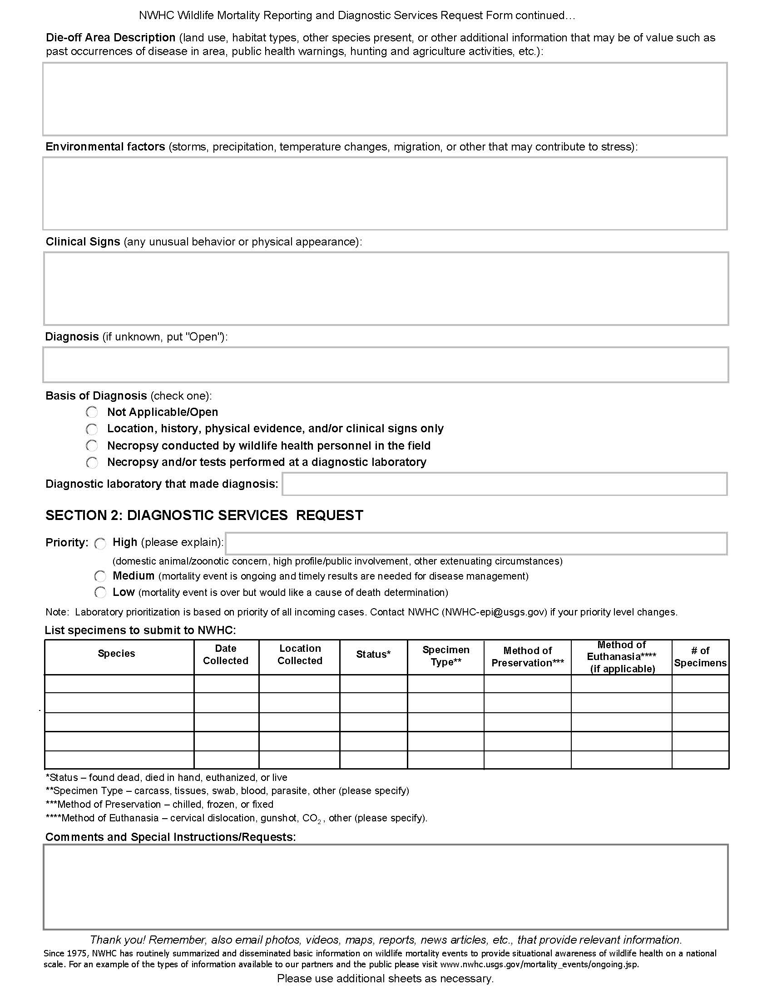 NWHC Wildlife Mortality Reporting and Diagnostic Services Request Form continued…
Die-off Area Description (land use, habitat types, other species present, or other additional information that may be of value such as
past occurrences of disease in area, public health warnings, hunting and agriculture activities, etc.):
Environmental factors (storms, precipitation, temperature changes, migration, or other that may contribute to stress):
Clinical Signs (any unusual behavior or physical appearance):
Diagnosis (if unknown, put "Open"):
Basis of Diagnosis (check one):
Not Applicable/Open
Location, history, physical evidence, and/or clinical signs only
Necropsy conducted by wildlife health personnel in the field
Necropsy and/or tests performed at a diagnostic laboratory
Diagnostic laboratory that made diagnosis:
SECTION 2: DIAGNOSTIC SERVICES REQUEST
Priority: High (please explain):
(domestic animal/zoonotic concern, high profile/public involvement, other extenuating circumstances)
Medium (mortality event is ongoing and timely results are needed for disease management)
Low (mortality event is over but would like a cause of death determination)
Note: Laboratory prioritization is based on priority of all incoming cases. Contact NWHC (NWHC-epi@usgs.gov) if your priority level changes.
List specimens to submit to NWHC:
Species
Date
Collected
Location
Collected
Status*
Specimen
Type**
Method of
Preservation***
Method of
Euthanasia****
(if applicable)
# of
Specimens
*Status – found dead, died in hand, euthanized, or live
**Specimen Type – carcass, tissues, swab, blood, parasite, other (please specify)
***Method of Preservation – chilled, frozen, or fixed
****Method of Euthanasia – cervical dislocation, gunshot, CO2 , other (please specify).
Comments and Special Instructions/Requests:
Thank you! Remember, also email photos, videos, maps, reports, news articles, etc., that provide relevant information.
Since 1975, NWHC has routinely summarized and disseminated basic information on wildlife mortality events to provide situational awareness of wildlife health on a national
scale. For an example of the types of information available to our partners and the public please visit www.nwhc.usgs.gov/mortality_events/ongoing.jsp.
Please use additional sheets as necessary.